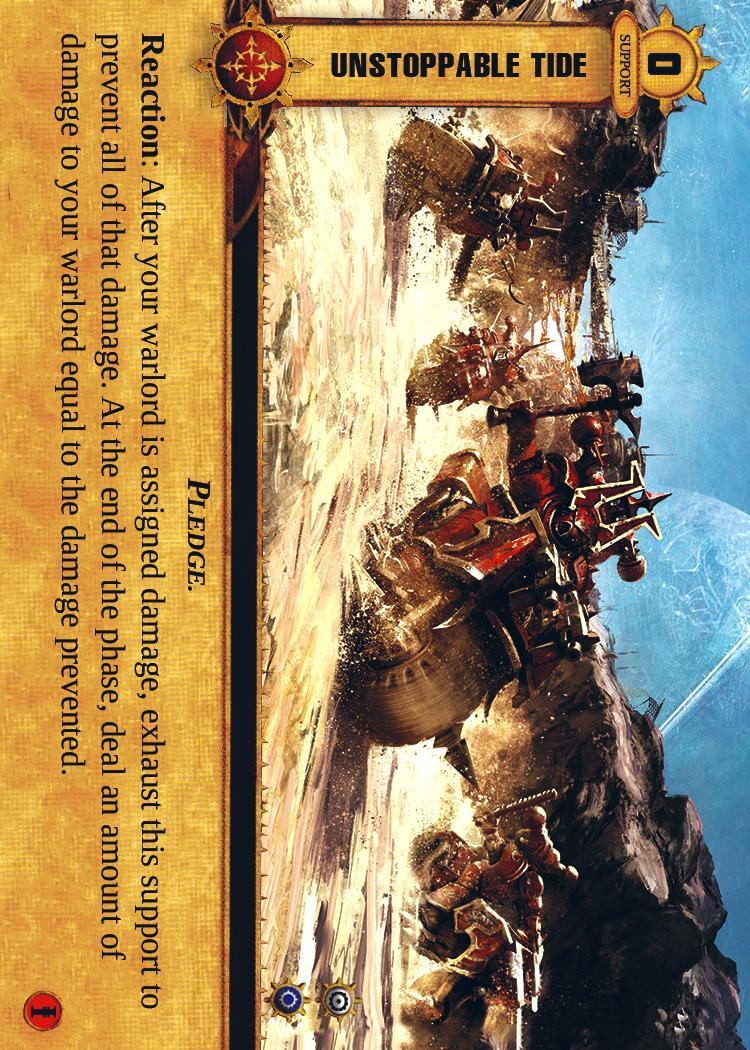 0
SUPPORT
UNSTOPPABLE TIDE
PLEDGE.
Reaction: After your warlord is assigned damage, exhaust this support to
prevent all of that damage. At the end of the phase, deal an amount of
damage to your warlord equal to the damage prevented.
I